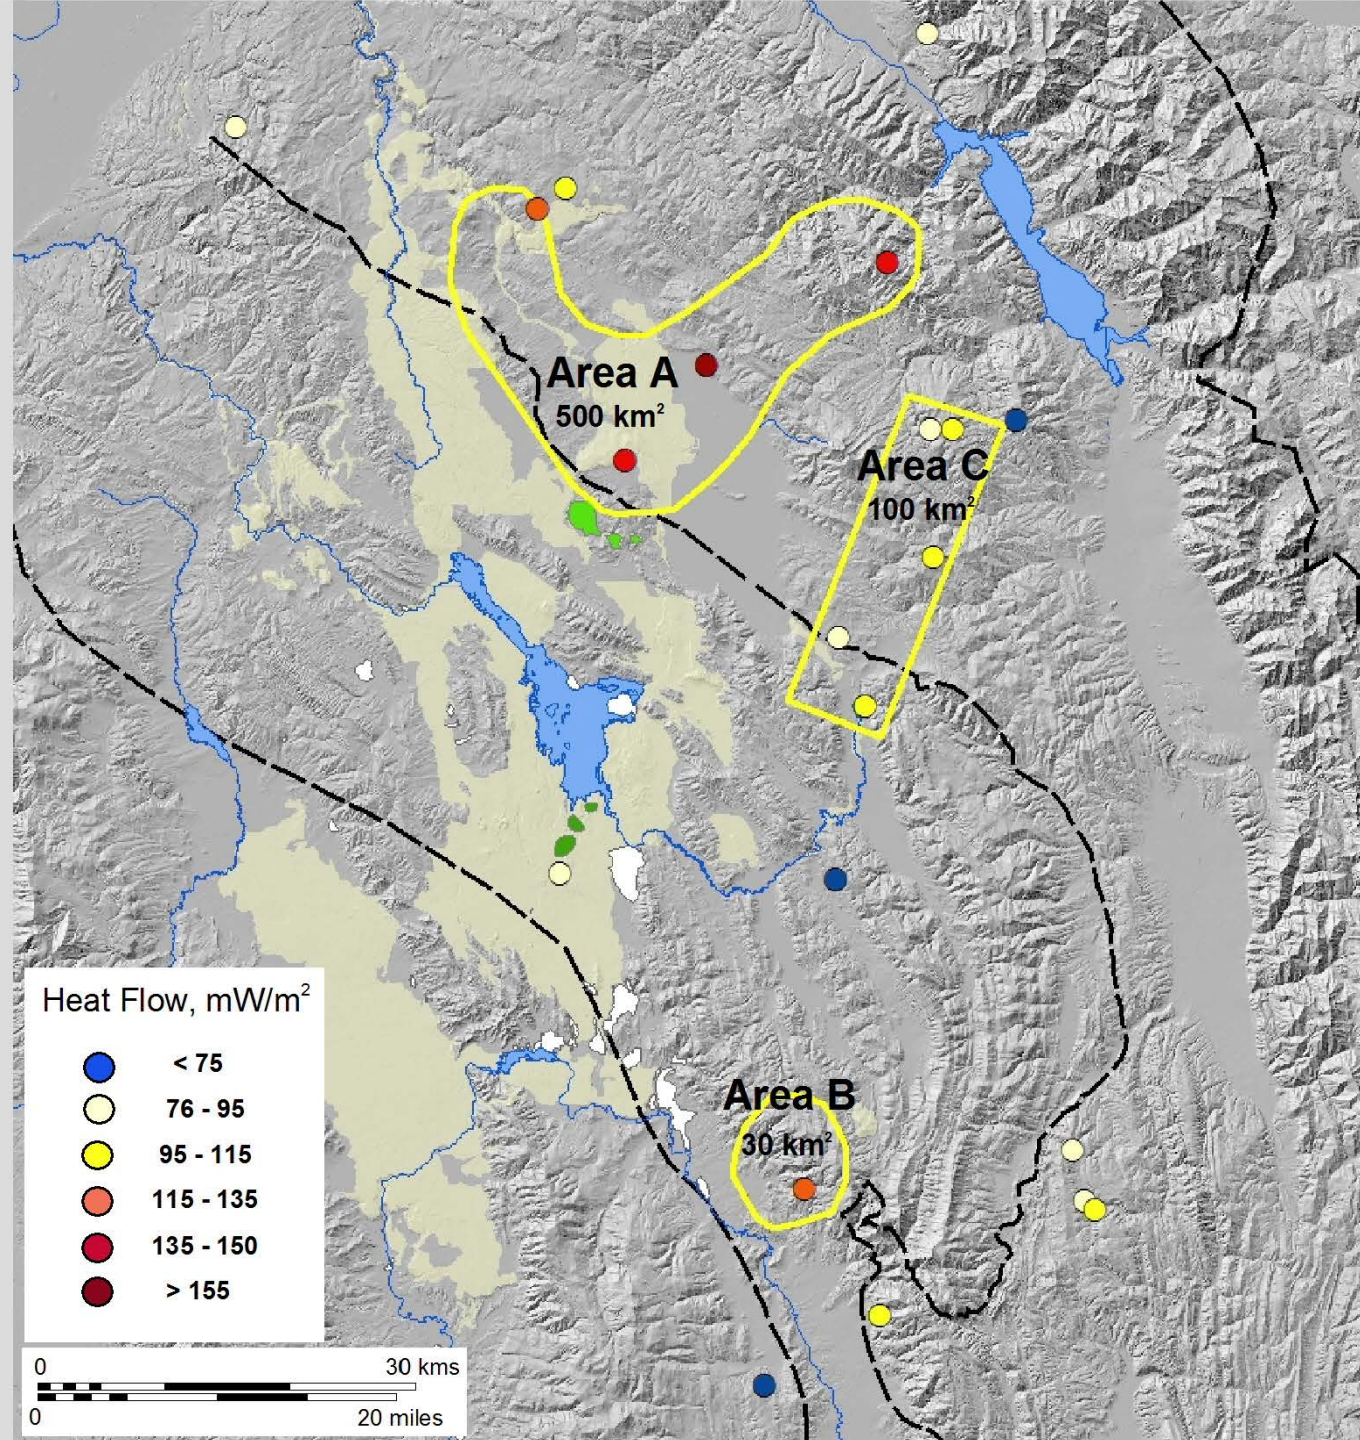 Area A
500 km²
Area C
100 km²
Area B
30 km²
Heat Flow, mW/m²
< 75
76 - 95
95 - 115
115 - 135
135 - 150
> 155
0 30 kms
0 20 miles